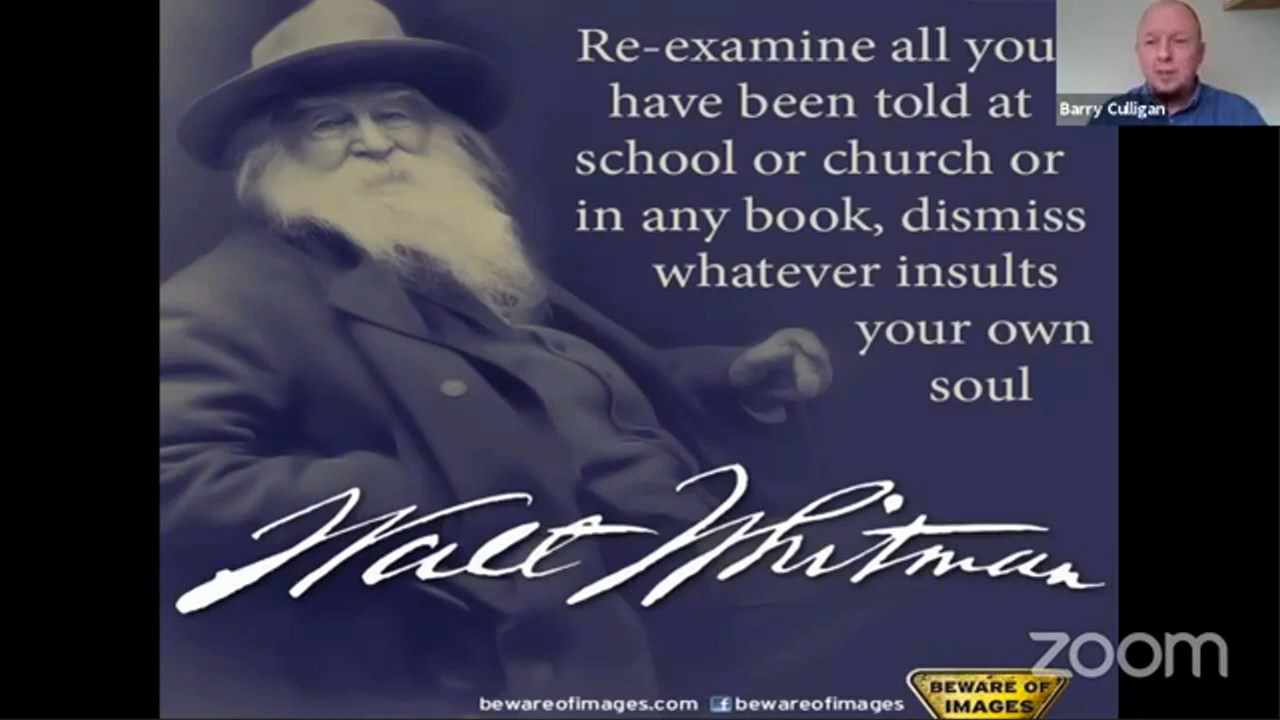 Re-examine all you
have been told at
school or church or
in any book, dismiss
whatever insults
your own
soul
Barry Culligan
Walt Whitman
zoom
bewareofimages.com bewareofimages
BEWARE OF
IMAGES